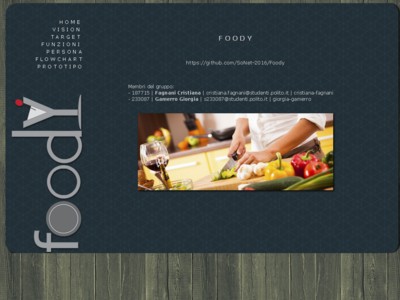 HOME
VISION
TARGET
FUNZIONI
PERSONA
FLOWCHART
PROTOTIPO
foody
FOODY
https://github.com/SoNet-2016/Foody
Membri del gruppo:
- 197715 | Fagnani Cristiana | cristiana.fagnani@studenti.polito.it | cristiana-fagnani
- 233087 | Gamerro Giorgia | s233087@studenti.polito.it | giorgia-gamerro